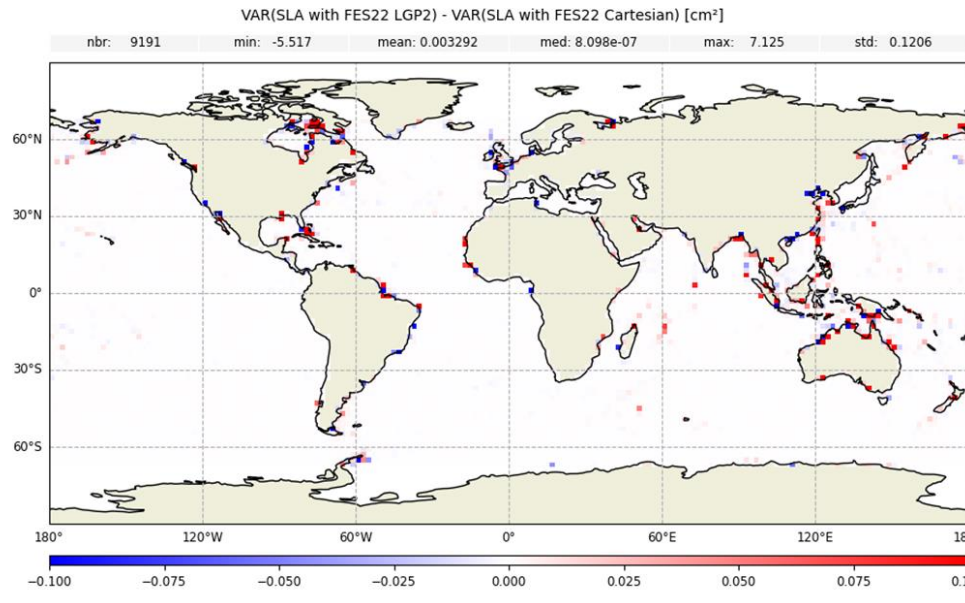 VAR(SLA with FES22 LGP2) - VAR(SLA with FES22 Cartesian) [cm²]
nbr: 9191 min: -5.517 mean: 0.003292 med: 8.098e-07 max: 7.125 std: 0.1206
60°N
30°N
0°
30°S
60°S
180° 120°W 60°W 0° 60°E 120°E
−0.100 −0.075 −0.050 −0.025 0.000 0.025 0.050 0.075